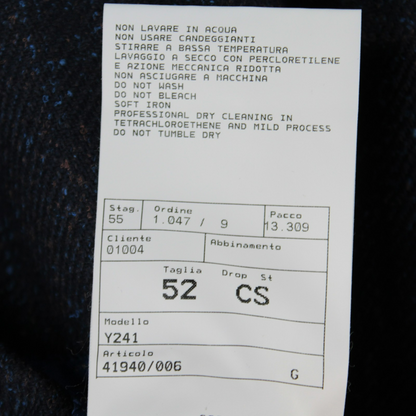 NON LAVARE IN ACQUA
NON USARE CANDEGGIANTI
STIRARE A BASSA TEMPERATURA
LAVAGGIO A SECCO CON PERCLORETILENE
E AZIONE MECCANICA RIDOTTA
NON ASCIUGARE A MACCHINA
DO NOT WASH
DO NOT BLEACH
SOFT IRON
PROFESSIONAL DRY CLEANING IN
TETRACHLOROETHENE AND MILD PROCESS
DO NOT TUMBLE DRY
Stag. Ordine Pacco
55 1.047 / 9 13.309
Cliente Abbinamento
01004
Taglia Drop St
52 CS
Modello
Y241
Articolo
41940/006 G